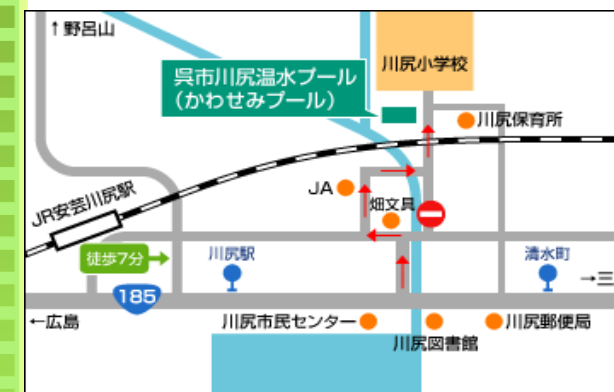 ↑野呂山
川尻小学校
呉市川尻温水プール
（かわせみプール）
川尻保育所
JR安芸川尻駅
JA
畑文具
徒歩7分
川尻駅
清水町
→三
185
←広島
川尻市民センター
川尻図書館
川尻郵便局